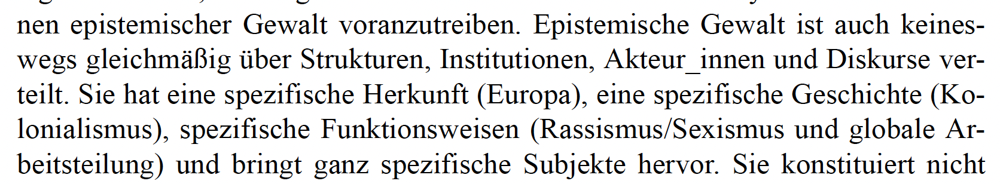 nen epistemischer Gewalt voranzutreiben. Epistemische Gewalt ist auch keines-
wegs gleichmäßig über Strukturen, Institutionen, Akteur_innen und Diskurse ver-
teilt. Sie hat eine spezifische Herkunft (Europa), eine spezifische Geschichte (Ko-
lonialismus), spezifische Funktionsweisen (Rassismus/Sexismus und globale Ar-
beitsteilung) und bringt ganz spezifische Subjekte hervor. Sie konstituiert nicht